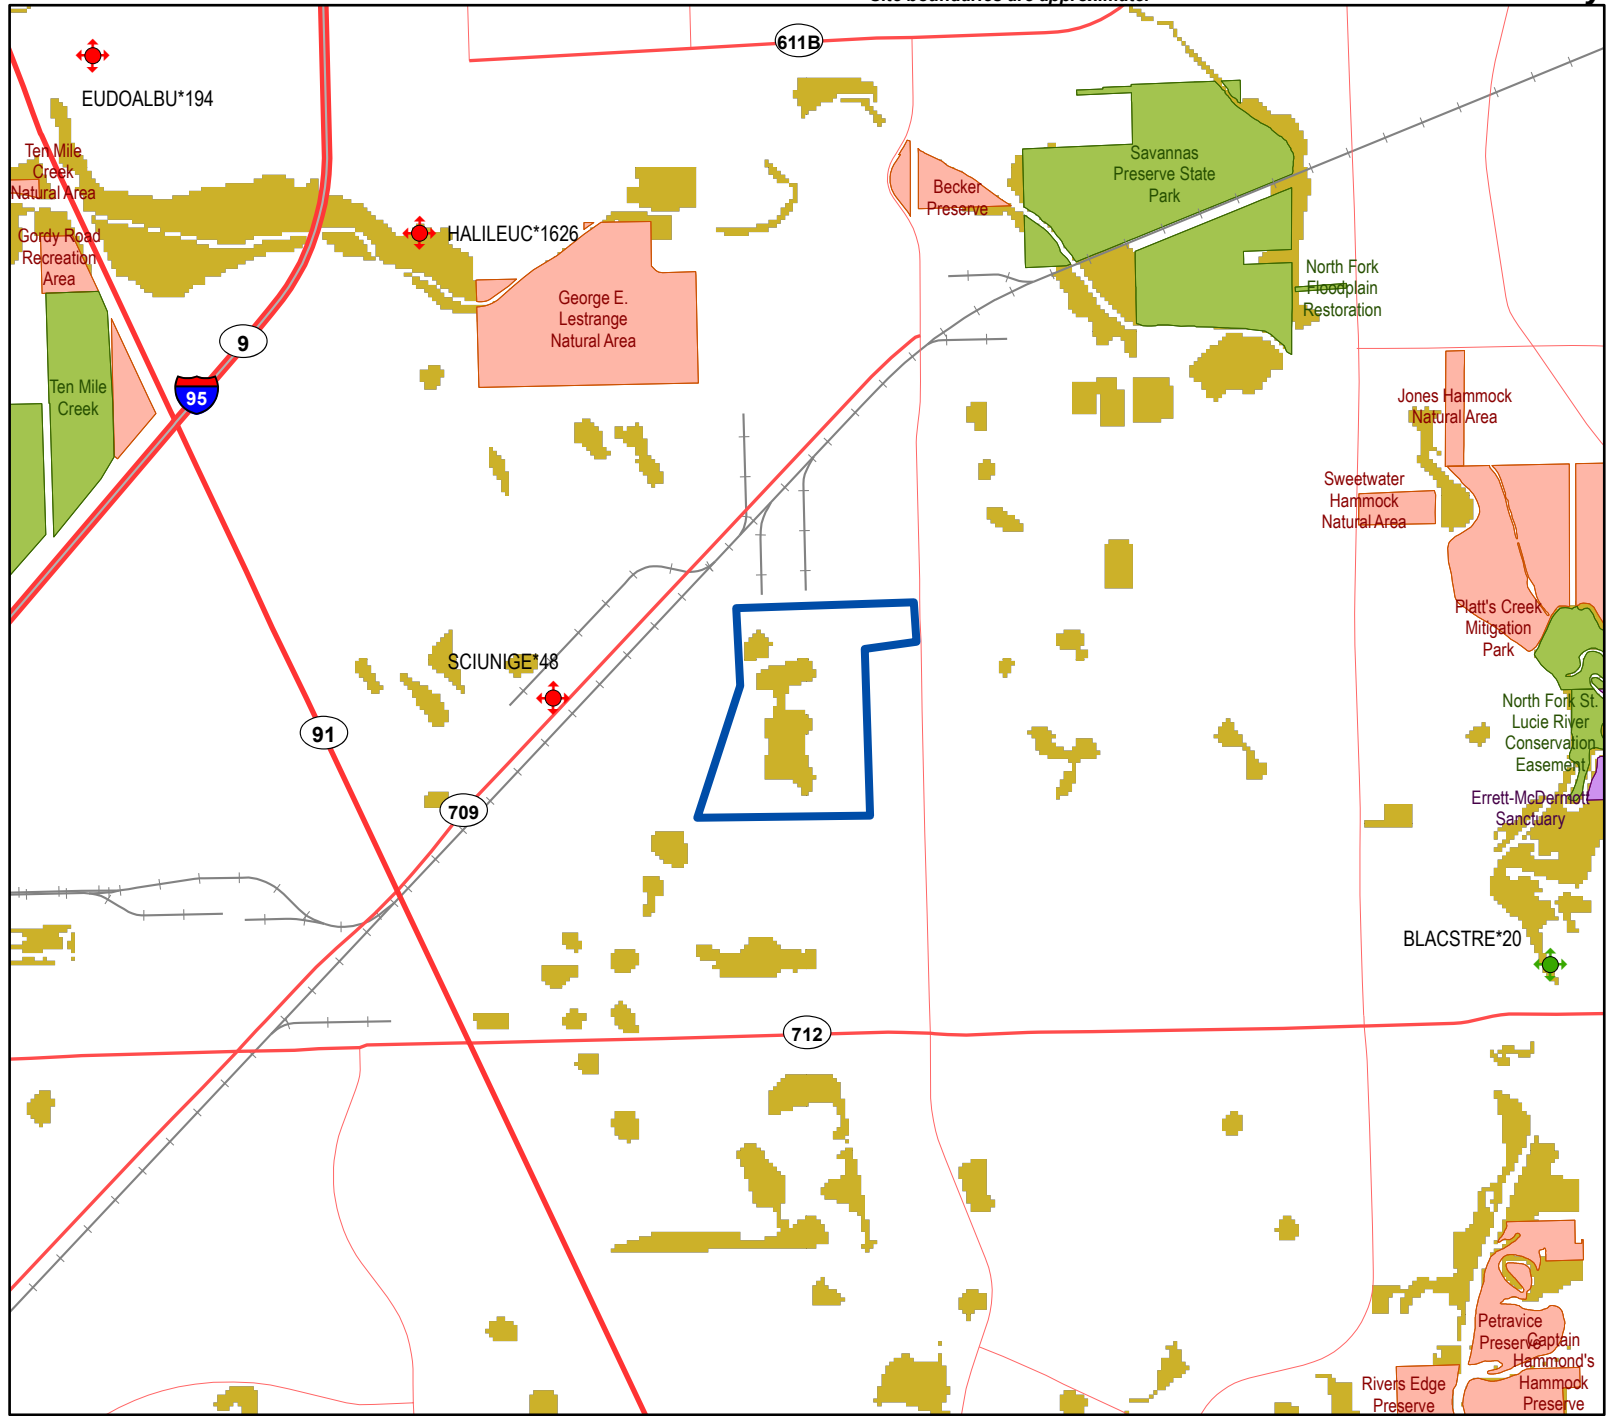 611B
EUDOALBU*194
Ten Mile
Creek
Natural Area
Savannas
Preserve State
Park
Becker
Preserve
HALILEUC*1626
Gordy Road
Recreation
Area
North Fork
Floodplain
Restoration
George E.
Lestrange
Natural Area
9
95
Ten Mile
Creek
Jones Hammock
Natural Area
Sweetwater
Hammock
Natural Area
Platt's Creek
Mitigation
Park
SCIUNIGE*48
North Fork St.
Lucie River
Conservation
Easement
91
709
Errett-McDermott
Sanctuary
BLACSTRE*20
712
Petravice
Preserve
Captain
Hammond's
Hammock
Preserve
Rivers Edge
Preserve